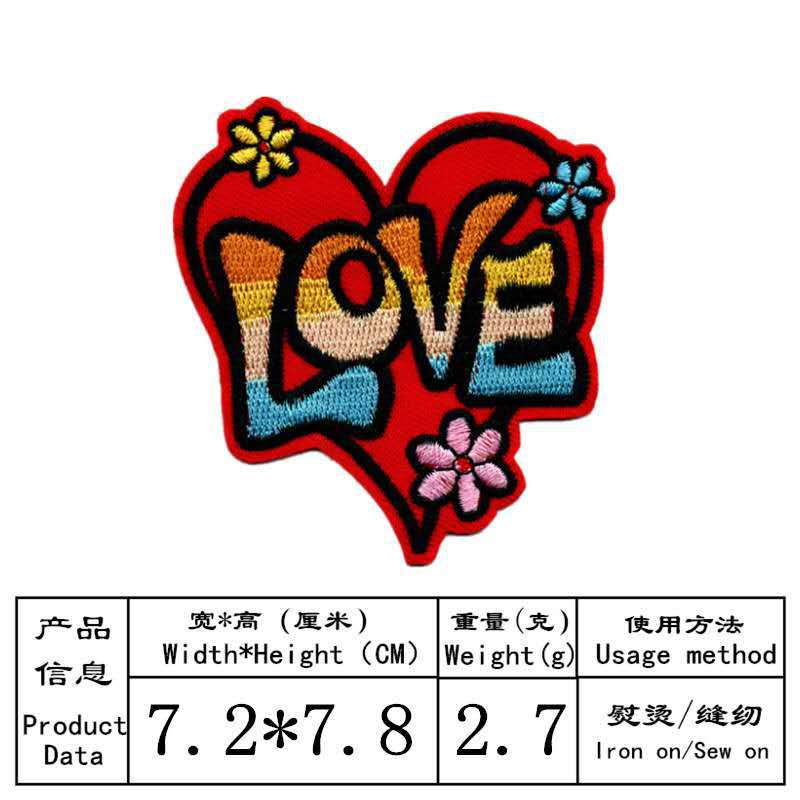 LOVE
产品
信息
Product
Data
宽*高 (厘米)
Width*Height (CM)
重量(克)
Weight(g)
使用方法
Usage method
7.2*7.8
2.7
熨烫/缝纫
Iron on/Sew on